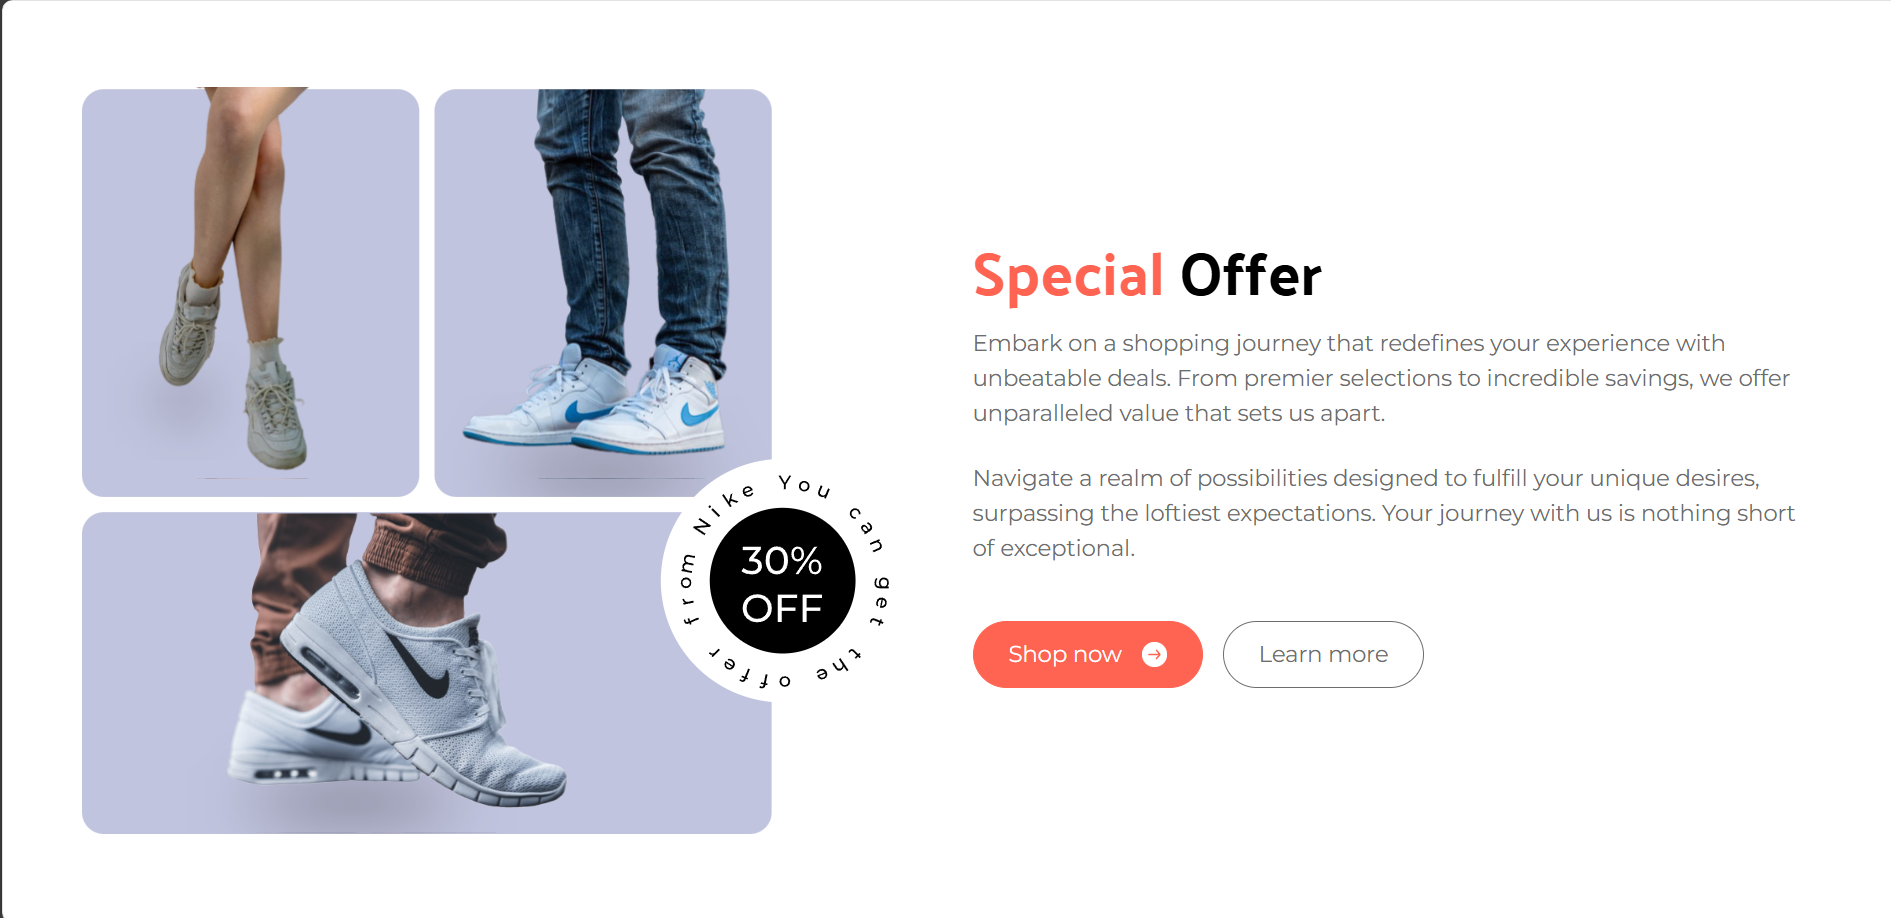 Special Offer
Embark on a shopping journey that redefines your experience with
unbeatable deals. From premier selections to incredible savings, we offer
unparalleled value that sets us apart.
Navigate a realm of possibilities designed to fulfill your unique desires,
surpassing the loftiest expectations. Your journey with us is nothing short
of exceptional.
Shop now
Learn more
You can get the offer from Nike
30%
OFF